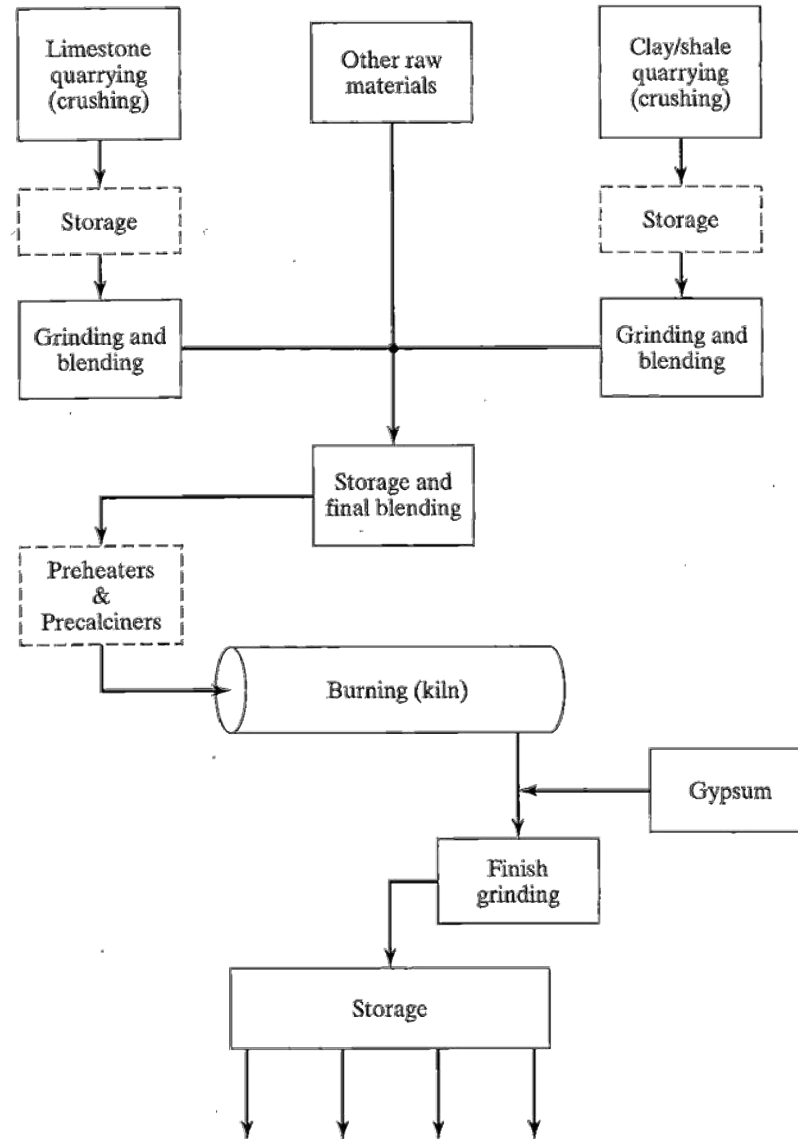 Limestone
quarrying
(crushing)
Other raw
materials
Clay/shale
quarrying
(crushing)
Storage
Storage
Grinding and
blending
Grinding and
blending
Storage and
final blending
Preheaters
&
Precalciners
Burning (kiln)
Gypsum
Finish
grinding
Storage